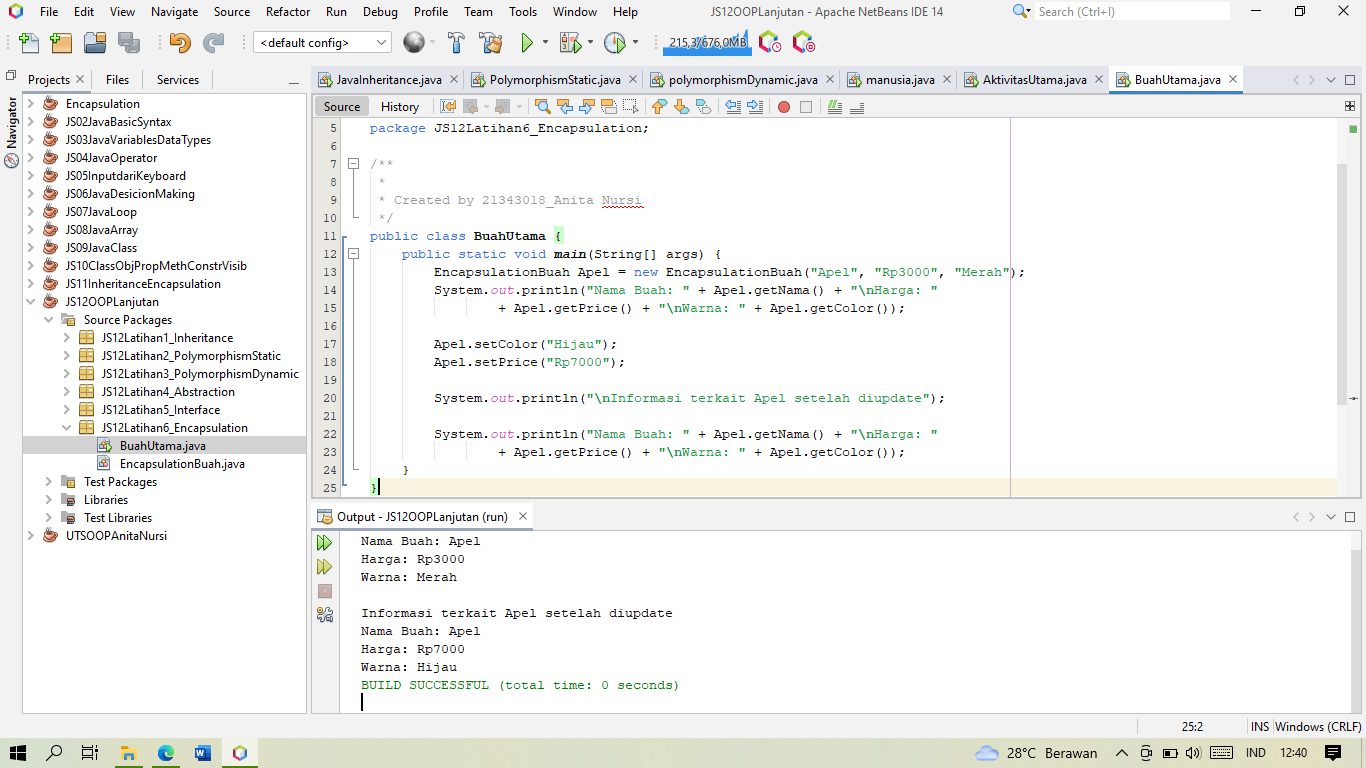 File Edit View Navigate Source Refactor Run Debug Profile Team Tools Window Help
JS12OOPLanjutan - Apache NetBeans IDE 14
Search (Ctrl+I)
<default config>
215,3/676,0MB
Projects
Files
Services
Navigator
Encapsulation
JS02JavaBasicSyntax
JS03JavaVariablesDataTypes
JS04JavaOperator
JS05InputdariKeyboard
JS06JavaDesicionMaking
JS07JavaLoop
JS08JavaArray
JS09JavaClass
JS10ClassObjPropMethConstrVisib
JS11InheritanceEncapsulation
JS12OOPLanjutan
Source Packages
JS12Latihan1_Inheritance
JS12Latihan2_PolymorphismStatic
JS12Latihan3_PolymorphismDynamic
JS12Latihan4_Abstraction
JS12Latihan5_Interface
JS12Latihan6_Encapsulation
BuahUtama.java
EncapsulationBuah.java
Test Packages
Libraries
Test Libraries
UTSOOPAnitaNursi
JavaInheritance.java
PolymorphismStatic.java
polymorphismDynamic.java
manusia.java
AktivitasUtama.java
BuahUtama.java
Source History
5 package JS12Latihan6_Encapsulation;
6
7 /**
8 *
9 * Created by 21343018_Anita Nursi
10 */
11 public class BuahUtama {
12 public static void main(String[] args) {
13 EncapsulationBuah Apel = new EncapsulationBuah("Apel", "Rp3000", "Merah");
14 System.out.println("Nama Buah: " + Apel.getNama() + "\nHarga: "
15 + Apel.getPrice() + "\nWarna: " + Apel.getColor());
16
17 Apel.setColor("Hijau");
18 Apel.setPrice("Rp7000");
19
20 System.out.println("\nInformasi terkait Apel setelah diupdate");
21
22 System.out.println("Nama Buah: " + Apel.getNama() + "\nHarga: "
23 + Apel.getPrice() + "\nWarna: " + Apel.getColor());
24 }
25 }
Output - JS12OOPLanjutan (run)
Nama Buah: Apel
Harga: Rp3000
Warna: Merah
Informasi terkait Apel setelah diupdate
Nama Buah: Apel
Harga: Rp7000
Warna: Hijau
BUILD SUCCESSFUL (total time: 0 seconds)
25:2
INS
Windows (CRLF)
28°C Berawan
IND
12:40